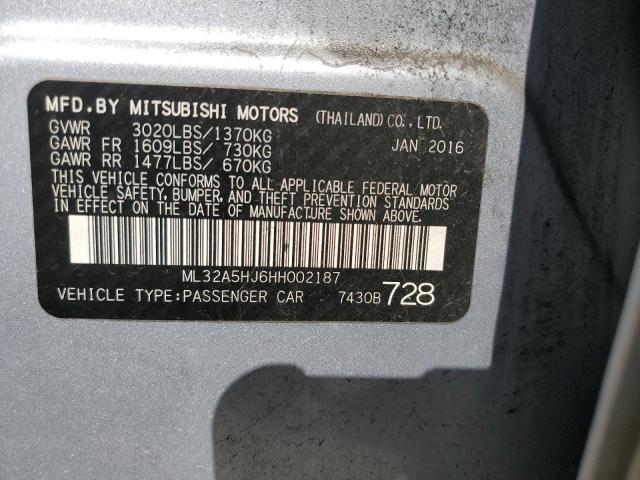 MFD.BY MITSUBISHI MOTORS (THAILAND) CO.,LTD.
GVWR 3020LBS/1370KG
GAWR FR 1609LBS/ 730KG JAN 2016
GAWR RR 1477LBS/ 670KG
THIS VEHICLE CONFORMS TO ALL APPLICABLE FEDERAL MOTOR
VEHICLE SAFETY, BUMPER, AND THEFT PREVENTION STANDARDS
IN EFFECT ON THE DATE OF MANUFACTURE SHOWN ABOVE.
ML32A5HJ6HH002187
VEHICLE TYPE:PASSENGER CAR 7430B 728